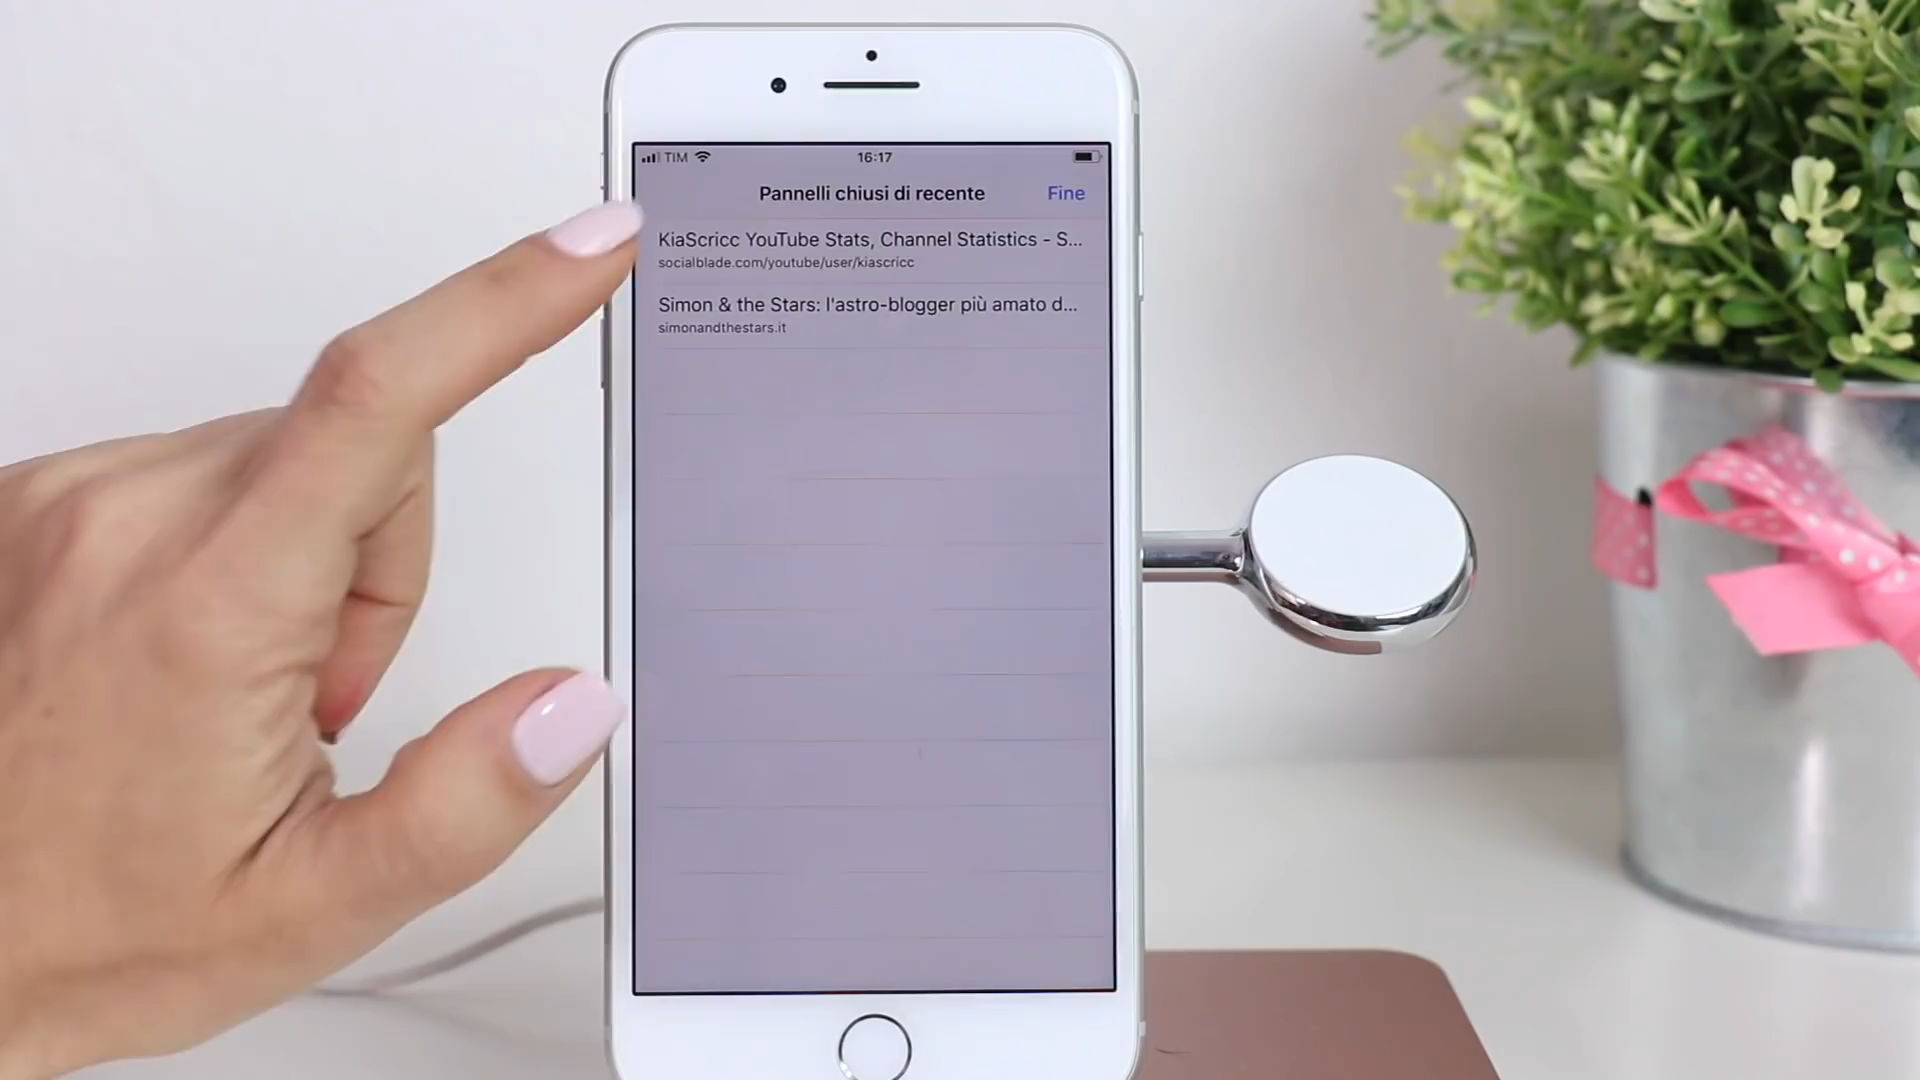 TIM 16:17
Pannelli chiusi di recente Fine
KiaScricc YouTube Stats, Channel Statistics - S...
socialblade.com/youtube/user/kiascricc
Simon & the Stars: l'astro-blogger più amato d...
simonandthestars.it